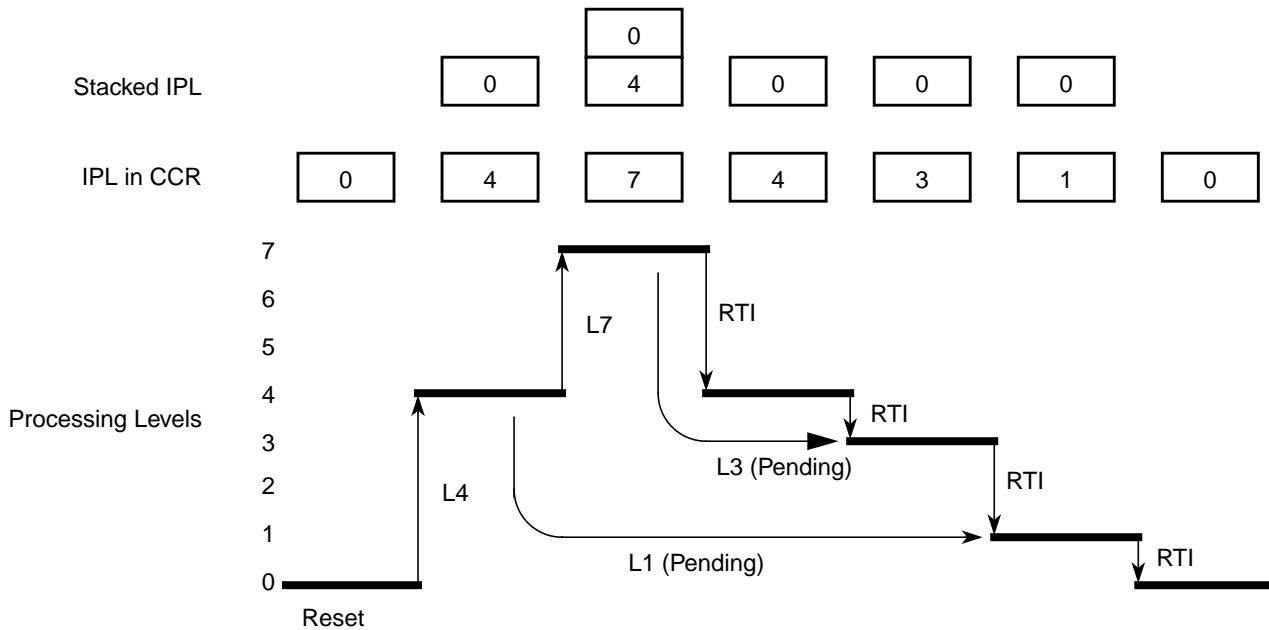 0
Stacked IPL 0 4 0 0 0
IPL in CCR 0 4 7 4 3 1 0
7
6
RTI
L7
5
4
Processing Levels
RTI
3
L3 (Pending)
2
L4
RTI
1
L1 (Pending)
RTI
0
Reset